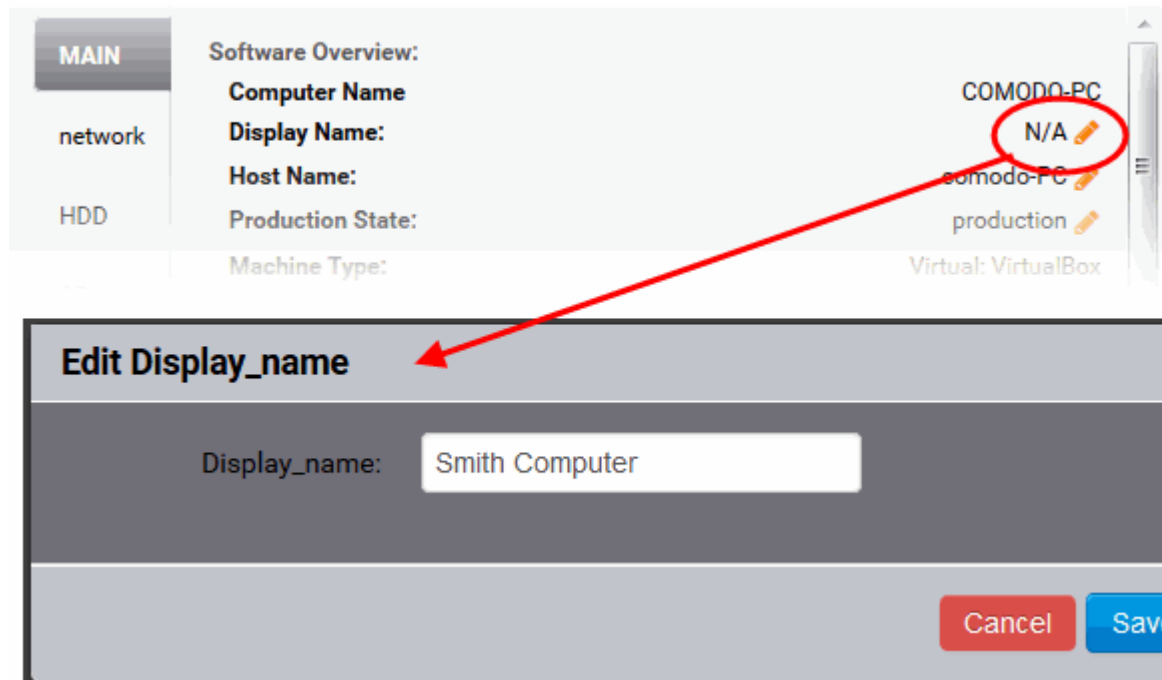 MAIN
Software Overview:
Computer Name COMODO-PC
network
Display Name: N/A
Host Name: comodo-PC
HDD
Production State: production
Machine Type: Virtual: VirtualBox
Edit Display_name
Display_name: Smith Computer
Cancel Save